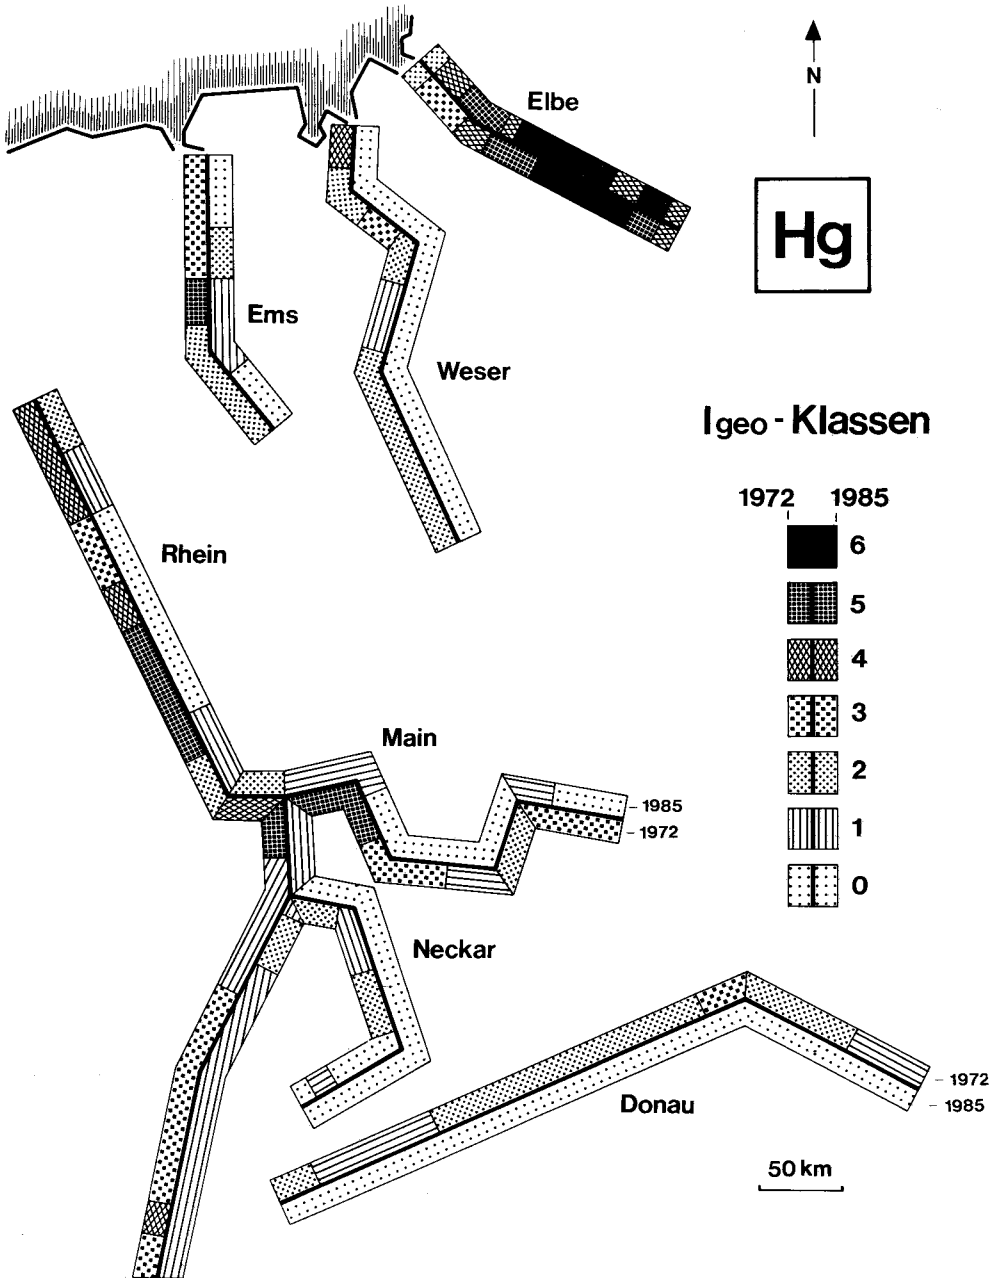 Elbe
N
Hg
Ems
Weser
Igeo - Klassen
1972 1985
6
5
4
3
2
1
0
Rhein
Main
1985
1972
Neckar
Donau
1972
1985
50 km